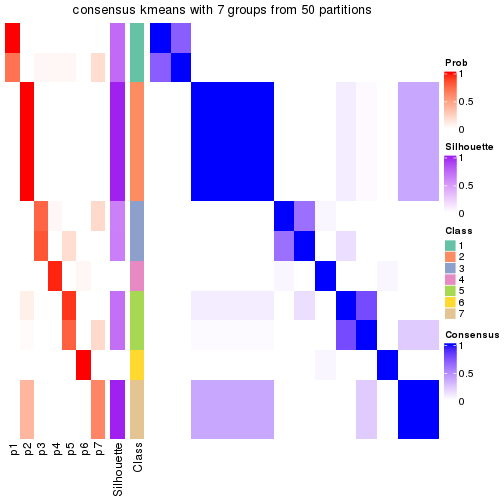 consensus kmeans with 7 groups from 50 partitions
Prob
1
0.5
0
Silhouette
1
0.5
0
Class
1
2
3
4
5
6
7
Consensus
1
0.5
0
p1
p2
p3
p4
p5
p6
p7
Silhouette
Class